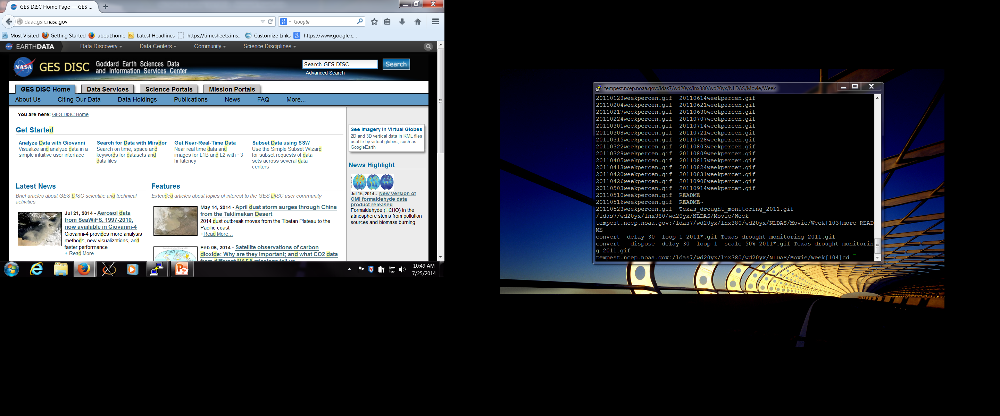 GES DISC Home Page — GES ...
daac.gsfc.nasa.gov
Google
Most Visited Getting Started about:home Latest Headlines https://timesheets.ims... Customize Links https://www.google.c...
EARTHDATA Data Discovery Data Centers Community Science Disciplines
NASA GES DISC Goddard Earth Sciences Data
and Information Services Center
Search GES DISC Search
Advanced Search
GES DISC Home Data Services Science Portals Mission Portals
About Us Citing Our Data Data Holdings Publications News FAQ More...
You are here: GES DISC Home
Get Started
Analyze Data with Giovanni
Visualize and analyze data in a
simple intuitive user interface
Search for Data with Mirador
Search on time, space and
keywords for datasets and
data files
Get Near-Real-Time Data
Near real time data and
images for L1B and L2 with ~3
hr latency
Subset Data using SSW
Use the Simple Subset Wizard
for subset requests of data
sets across several data
centers
Latest News
Brief articles about GES DISC scientific and technical
activities
Jul 21, 2014 - Aerosol data
from SeaWiFS, 1997-2010,
now available in Giovanni-4
Giovanni-4 provides more analysis
methods, new visualizations, and
faster performance
+ Read More...
Features
Extended articles about topics of interest to the GES DISC user community
May 14, 2014 - April dust storm surges through China
from the Taklimakan Desert
2014 dust outbreak moves from the Tibetan Plateau to the
Pacific coast
+Read More...
Feb 06, 2014 - Satellite observations of carbon
dioxide: Why are they important; and what CO2 data
from different NASA missions tell us
See Imagery in Virtual Globes
2D and 3D vertical data in KML files
usable by virtual globes, such as
GoogleEarth
News Highlight
Jul 15, 2014 - New version of
OMI formaldehyde data
product released
Formaldehyde (HCHO) in the
atmosphere stems from pollution
sources and biomass burning
10:49 AM
7/25/2014
tempest.ncep.noaa.gov:/ldas7/wd20yx/lnx380/wd20yx/NLDAS/Movie/Week
20110128weekpercen.gif 20110614weekpercen.gif
20110204weekpercen.gif 20110621weekpercen.gif
20110217weekpercen.gif 20110630weekpercen.gif
20110224weekpercen.gif 20110707weekpercen.gif
20110301weekpercen.gif 20110714weekpercen.gif
20110308weekpercen.gif 20110721weekpercen.gif
20110315weekpercen.gif 20110728weekpercen.gif
20110322weekpercen.gif 20110803weekpercen.gif
20110329weekpercen.gif 20110809weekpercen.gif
20110405weekpercen.gif 20110817weekpercen.gif
20110413weekpercen.gif 20110824weekpercen.gif
20110420weekpercen.gif 20110831weekpercen.gif
20110426weekpercen.gif 20110908weekpercen.gif
20110503weekpercen.gif 20110914weekpercen.gif
20110510weekpercen.gif README
20110516weekpercen.gif README~
20110523weekpercen.gif Texas_drought_monitoring_2011.gif
/ldas7/wd20yx/lnx380/wd20yx/NLDAS/Movie/Week
tempest.ncep.noaa.gov:/ldas7/wd20yx/lnx380/wd20yx/NLDAS/Movie/Week[103]more READ
ME
convert -delay 30 -loop 1 2011*.gif Texas_drought_monitoring_2011.gif
convert - dispose -delay 30 -loop 1 -scale 50% 2011*.gif Texas_drought_monitorin
g_2011.gif
tempest.ncep.noaa.gov:/ldas7/wd20yx/lnx380/wd20yx/NLDAS/Movie/Week[104]cd